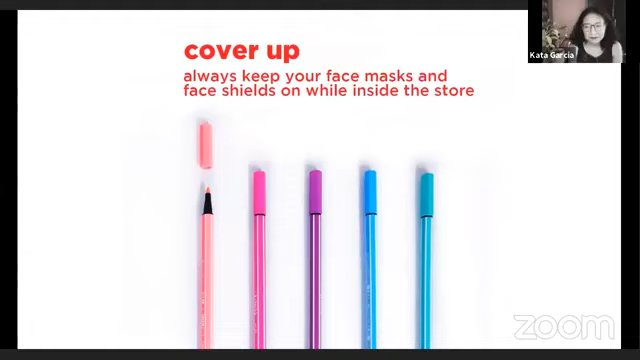 cover up
always keep your face masks and
face shields on while inside the store
Kata Garcia
zoom